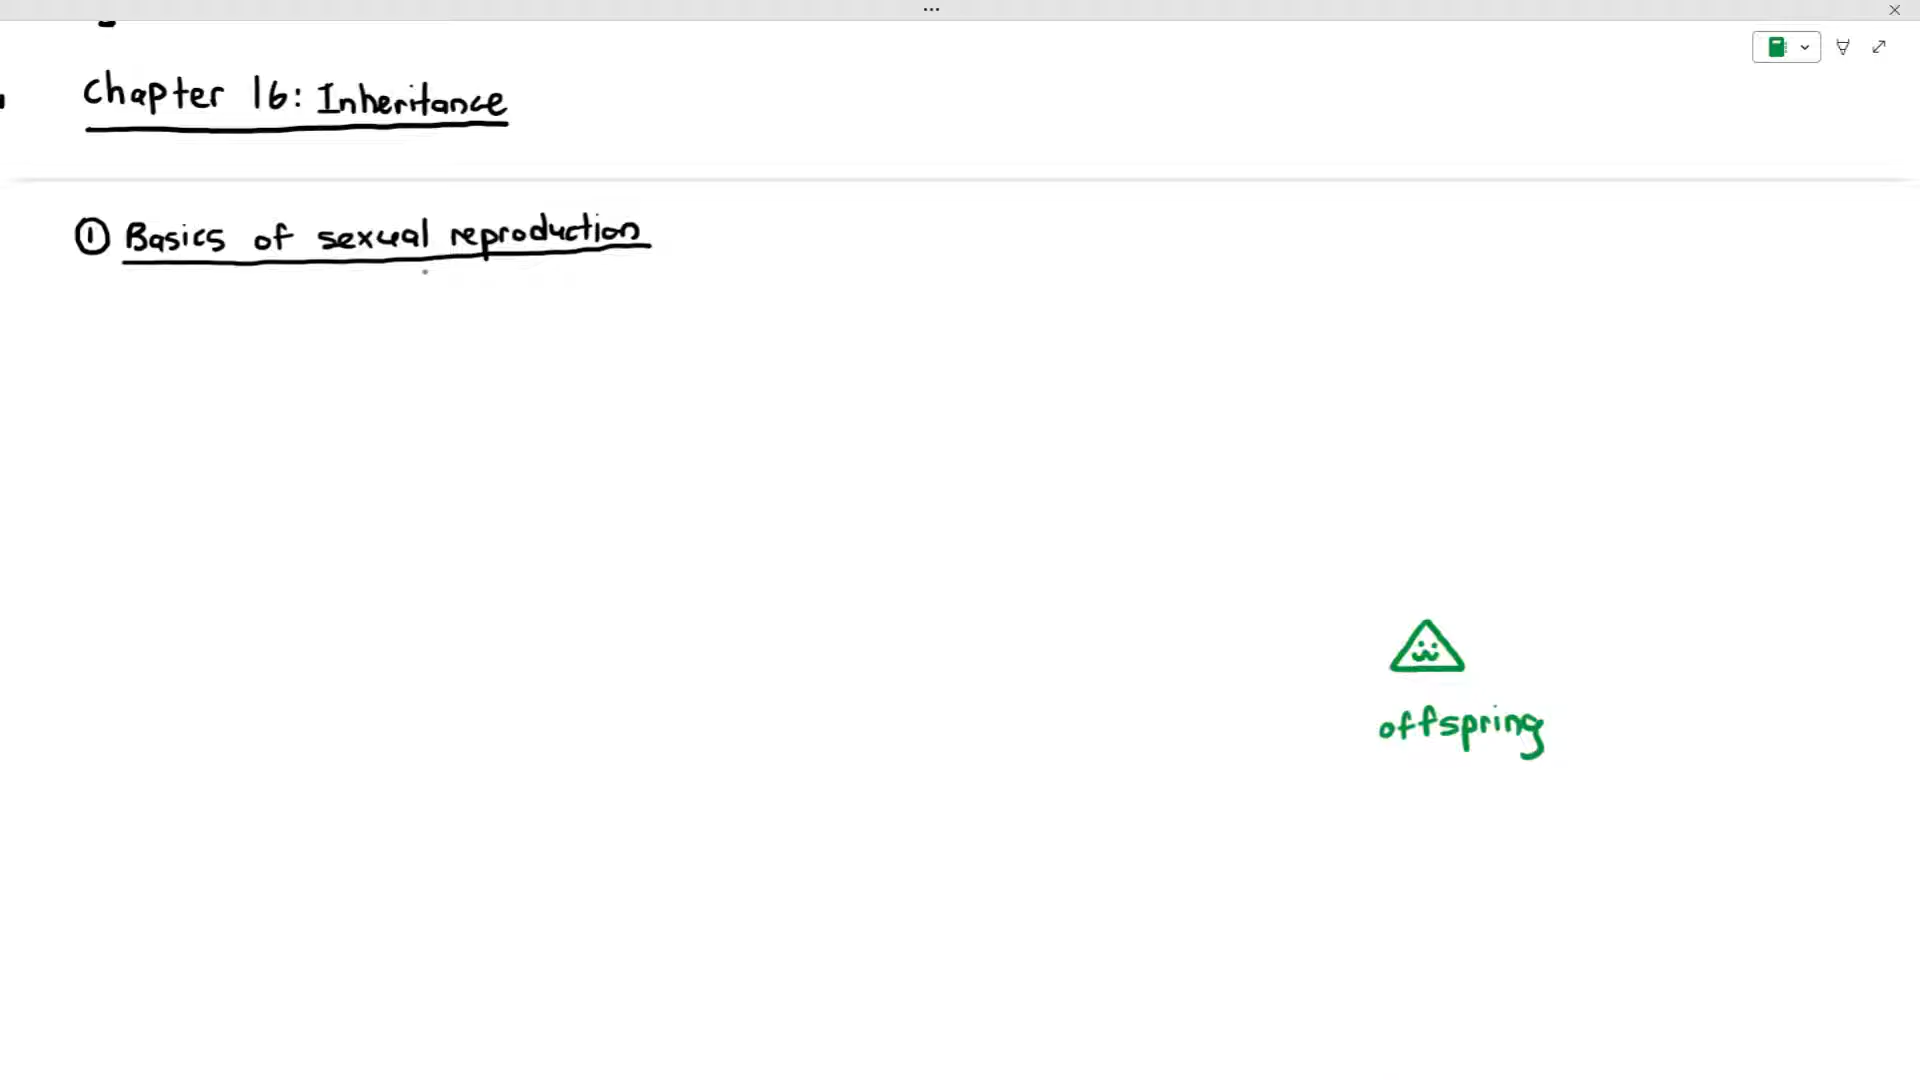 Chapter 16: Inheritance
① Basics of sexual reproduction
offspring